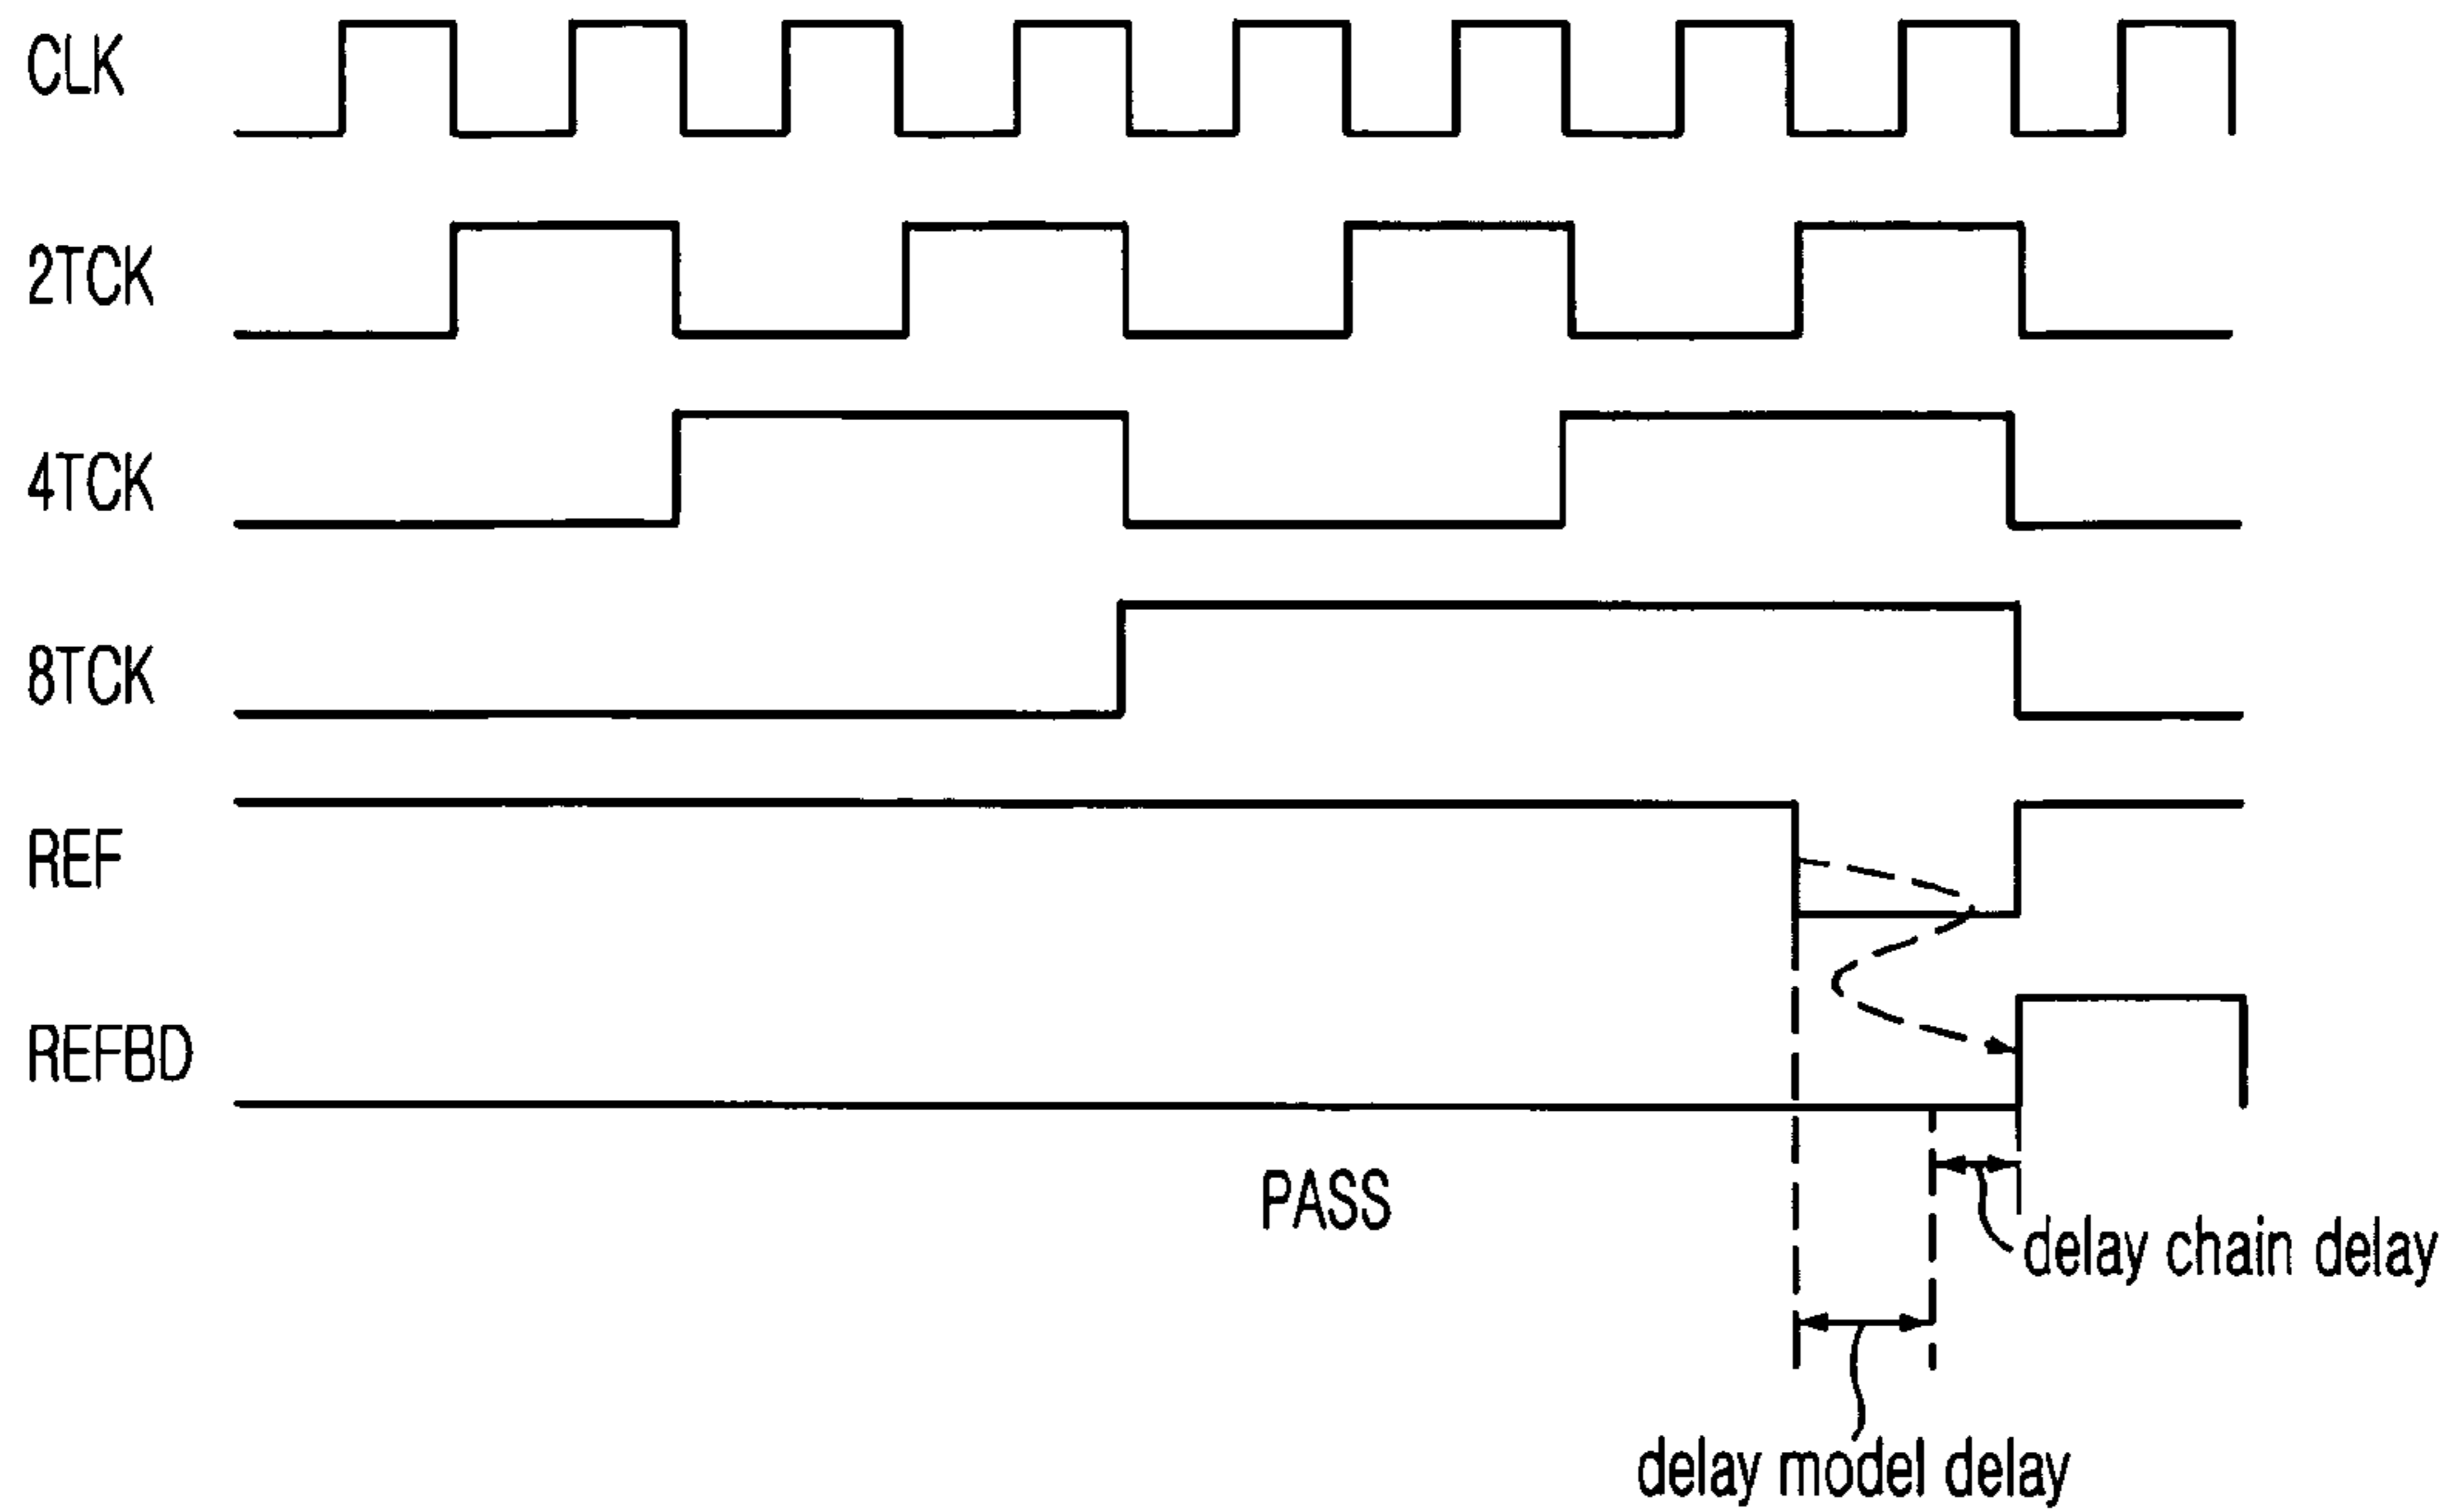 CLK
2TCK
4TCK
8TCK
REF
REFBD
PASS
delay chain delay
delay model delay